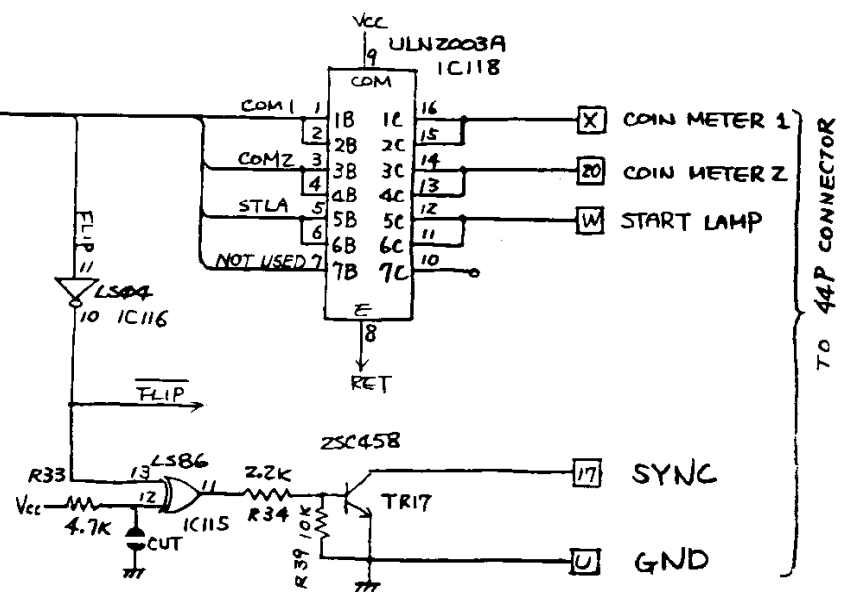 Vcc
9
ULN2003A
IC118
COM
COM1 1 1B 1C 16 X COIN METER 1
2 2B 2C 15
COM2 3 3B 3C 14 20 COIN METER 2
4 4B 4C 13
STLA 5 5B 5C 12 W START LAMP
6 6B 6C 11
NOT USED 7 7B 7C 10
E
8
RET
FLIP
11
LS04
10 IC116
FLIP
2SC458
R33 13 LS86 2.2K 17 SYNC
Vcc 12 11 R34 TR17
4.7K IC115 10K
CUT R39 U GND
TO 44P CONNECTOR